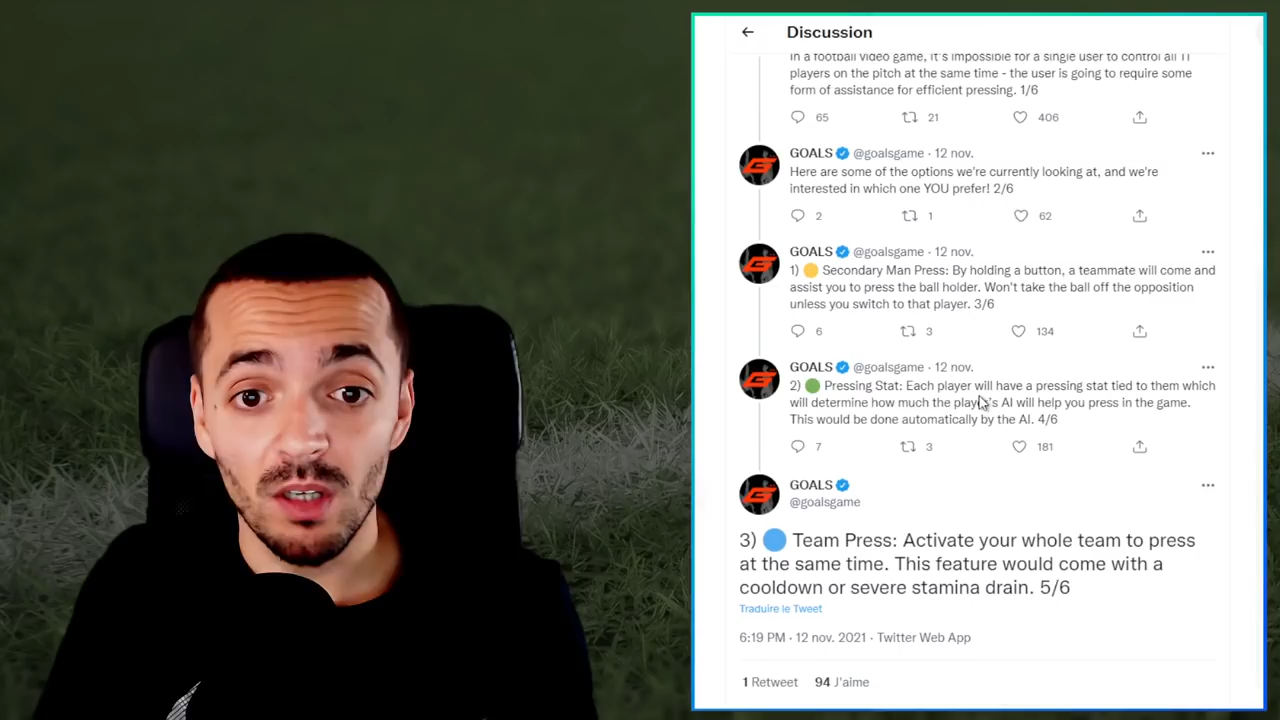 Discussion
In a football video game, it's impossible for a single user to control all 11
players on the pitch at the same time - the user is going to require some
form of assistance for efficient pressing. 1/6
65 21 406
GOALS @goalsgame · 12 nov.
Here are some of the options we're currently looking at, and we're
interested in which one YOU prefer! 2/6
2 1 62
GOALS @goalsgame · 12 nov.
1) 🟡 Secondary Man Press: By holding a button, a teammate will come and
assist you to press the ball holder. Won't take the ball off the opposition
unless you switch to that player. 3/6
6 3 134
GOALS @goalsgame · 12 nov.
2) 🟢 Pressing Stat: Each player will have a pressing stat tied to them which
will determine how much the player's AI will help you press in the game.
This would be done automatically by the AI. 4/6
7 3 181
GOALS
@goalsgame
3) 🔵 Team Press: Activate your whole team to press
at the same time. This feature would come with a
cooldown or severe stamina drain. 5/6
Traduire le Tweet
6:19 PM · 12 nov. 2021 · Twitter Web App
1 Retweet 94 J'aime